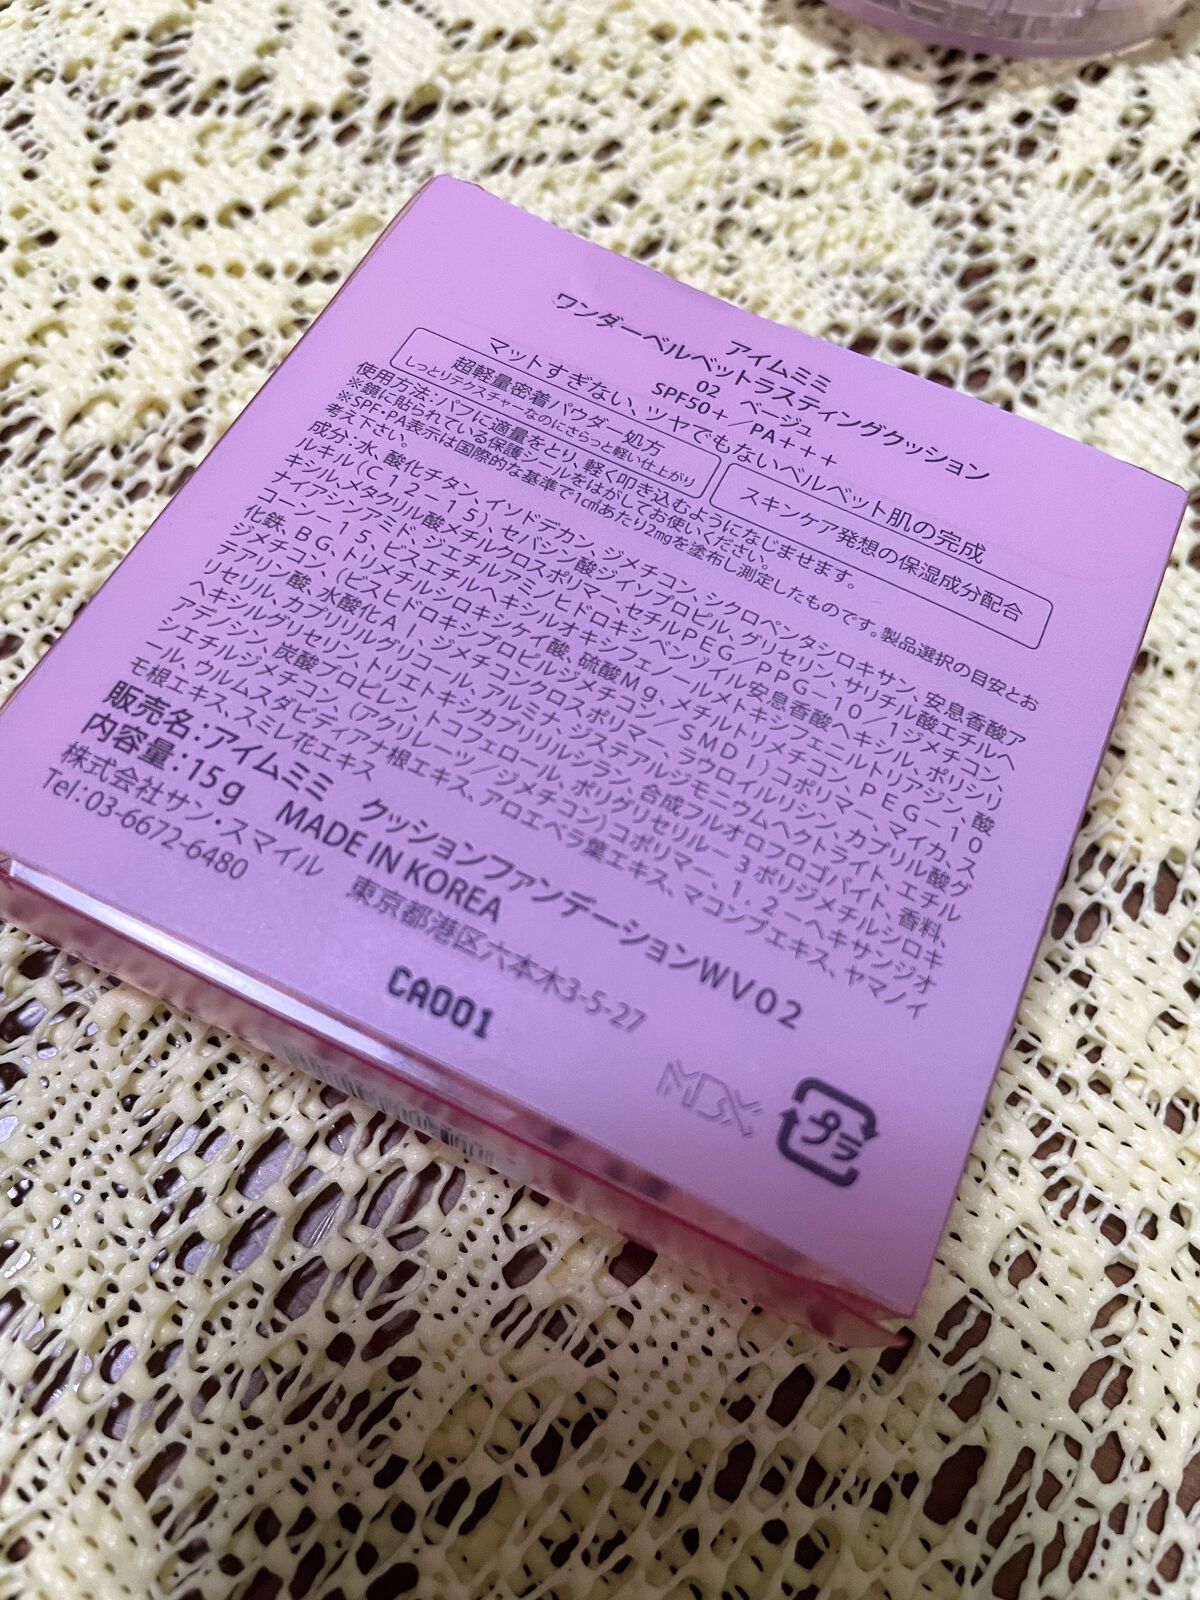 アイムミミ
ワンダーベルベットラスティングクッション
02 ベージュ
SPF50+/PA+++
マットすぎない、ツヤでもないベルベット肌の完成
超軽量密着パウダー処方
しっとりテクスチャーなのにさらっと軽い仕上がり
スキンケア発想の保湿成分配合
使用方法:パフに適量をとり、軽く叩き込むようになじませます。
※鏡に貼られている保護シールをはがしてお使いください。
※SPF・PA表示は国際的な基準で1c㎡あたり2mgを塗布し測定したものです。製品選択の目安とお
考え下さい。
成分:水、酸化チタン、イソドデカン、ジメチコン、シクロペンタシロキサン、安息香酸ア
ルキル(C12-15)、セバシン酸ジイソプロピル、グリセリン、サリチル酸エチルヘ
キシル、メタクリル酸メチルクロスポリマー、セチルPEG/PPG-10/1ジメチコン、
ナイアシンアミド、ジエチルアミノヒドロキシベンゾイル安息香酸ヘキシル、ポリシリ
コーン-15、ビスエチルヘキシルオキシフェノールメトキシフェニルトリアジン、酸
化鉄、BG、トリメチルシロキシケイ酸、硫酸Mg、メチルトリメチコン、PEG-10
ジメチコン、(ビスヒドロキシプロピルジメチコン/SMDI)コポリマー、マイカ、ス
テアリン酸、水酸化Al、ジメチコンクロスポリマー、ラウロイルリシン、カプリル酸グ
リセリル、カプリリルグリコール、アルミナ、ジステアルジモニウムヘクトライト、エチル
ヘキシルグリセリン、トリエトキシカプリリルシラン、合成フルオロフロゴパイト、香料、
アデノシン、炭酸プロピレン、トコフェロール、ポリグリセリル-3ポリジメチルシロキ
シエチルジメチコン、(アクリレーツ/ジメチコン)コポリマー、1,2-ヘキサンジオ
ール、ウルムスダビディアナ根エキス、アロエベラ葉エキス、マコンブエキス、ヤマノイ
モ根エキス、スミレ花エキス
販売名:アイムミミ クッションファンデーションWV02
内容量:15g MADE IN KOREA
株式会社サン・スマイル 東京都港区六本木3-5-27
Tel:03-6672-6480
CA001
プラ